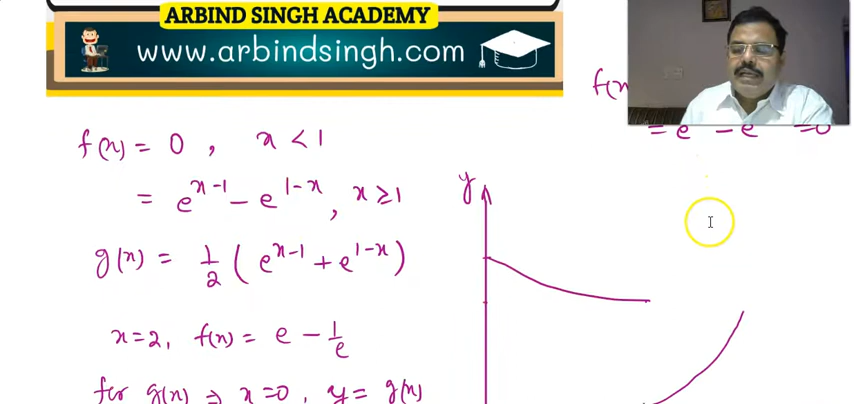 ARBIND SINGH ACADEMY
www.arbindsingh.com
f(x) = 0 , x < 1
= e^{x-1} - e^{1-x} , x ≥ 1
g(x) = 1/2 ( e^{x-1} + e^{1-x} )
x=2, f(x) = e - 1/e
for g(x) ⇒ x=0, y= g(x)
y
f(x
= e - e =0